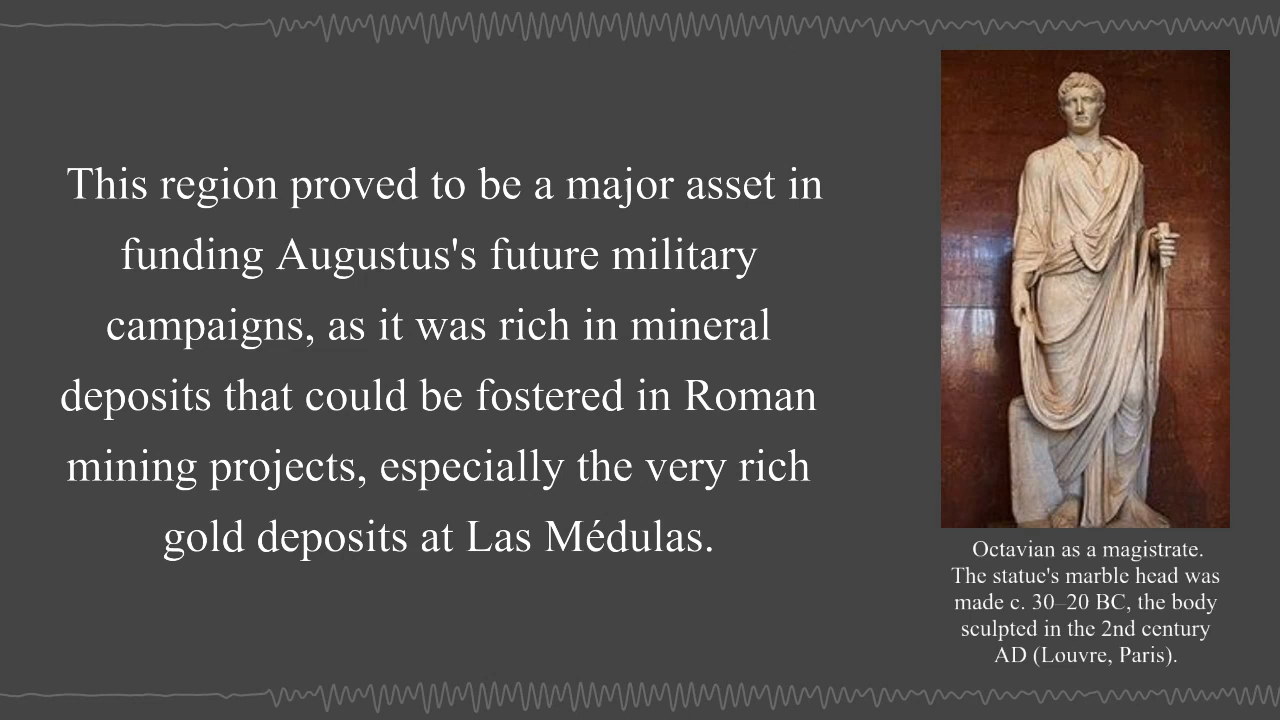 This region proved to be a major asset in
funding Augustus's future military
campaigns, as it was rich in mineral
deposits that could be fostered in Roman
mining projects, especially the very rich
gold deposits at Las Médulas.
Octavian as a magistrate.
The statue's marble head was
made c. 30–20 BC, the body
sculpted in the 2nd century
AD (Louvre, Paris).